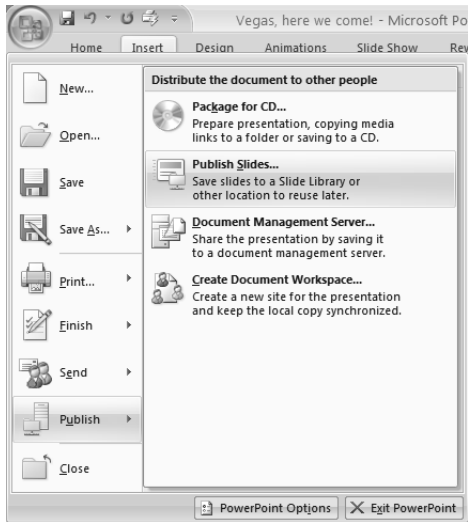 Vegas, here we come! - Microsoft Po
Home Insert Design Animations Slide Show Rev
New...
Open...
Save
Save As...
Print...
Finish
Send
Publish
Close
Distribute the document to other people
Package for CD...
Prepare presentation, copying media
links to a folder or saving to a CD.
Publish Slides...
Save slides to a Slide Library or
other location to reuse later.
Document Management Server...
Share the presentation by saving it
to a document management server.
Create Document Workspace...
Create a new site for the presentation
and keep the local copy synchronized.
PowerPoint Options Exit PowerPoint